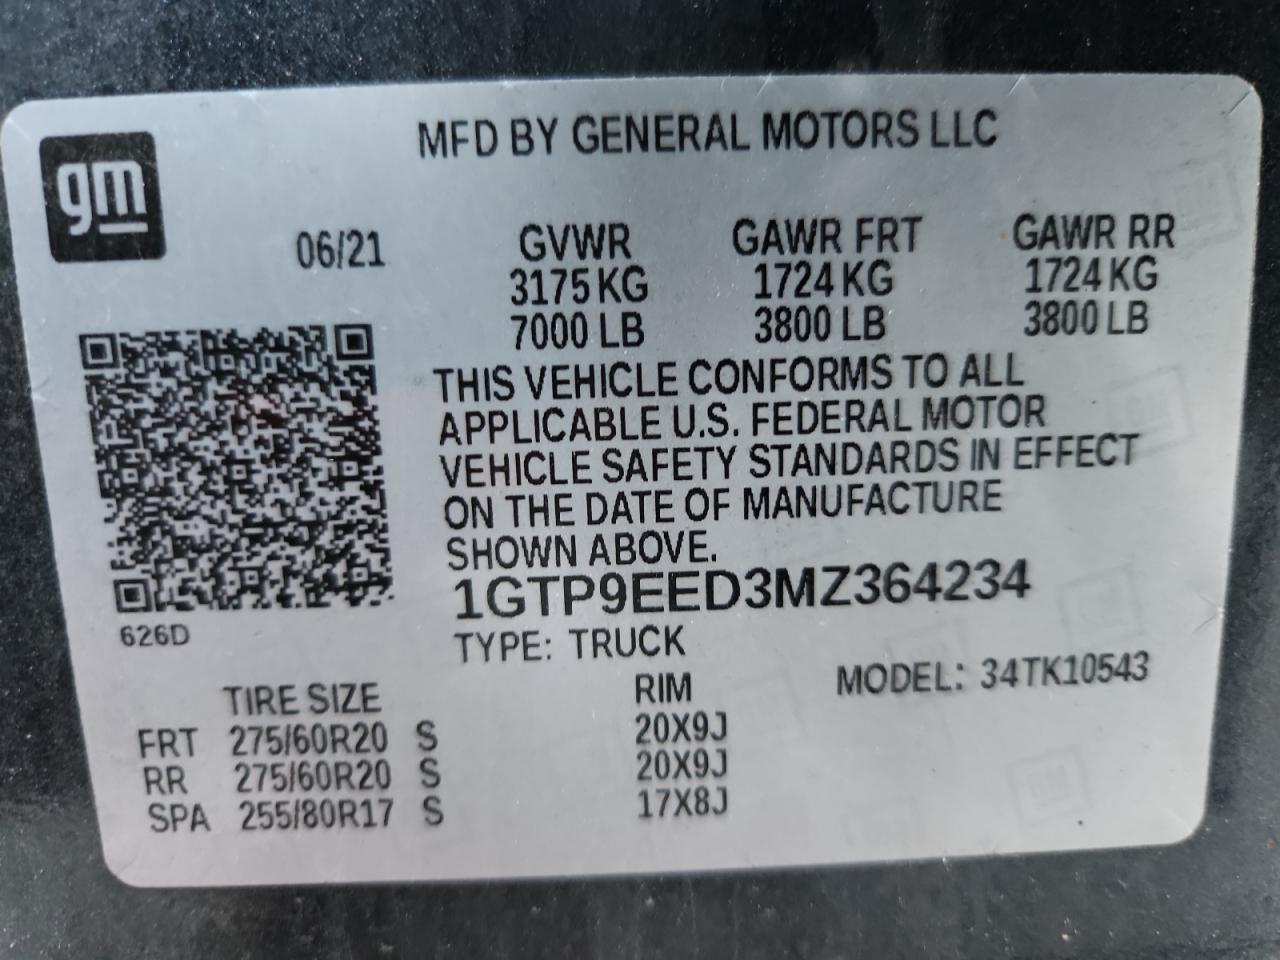 MFD BY GENERAL MOTORS LLC
gm
06/21 GVWR GAWR FRT GAWR RR
3175 KG 1724 KG 1724 KG
7000 LB 3800 LB 3800 LB
THIS VEHICLE CONFORMS TO ALL
APPLICABLE U.S. FEDERAL MOTOR
VEHICLE SAFETY STANDARDS IN EFFECT
ON THE DATE OF MANUFACTURE
SHOWN ABOVE.
1GTP9EED3MZ364234
626D
TYPE: TRUCK
MODEL: 34TK10543
TIRE SIZE RIM
FRT 275/60R20 S 20X9J
RR 275/60R20 S 20X9J
SPA 255/80R17 S 17X8J